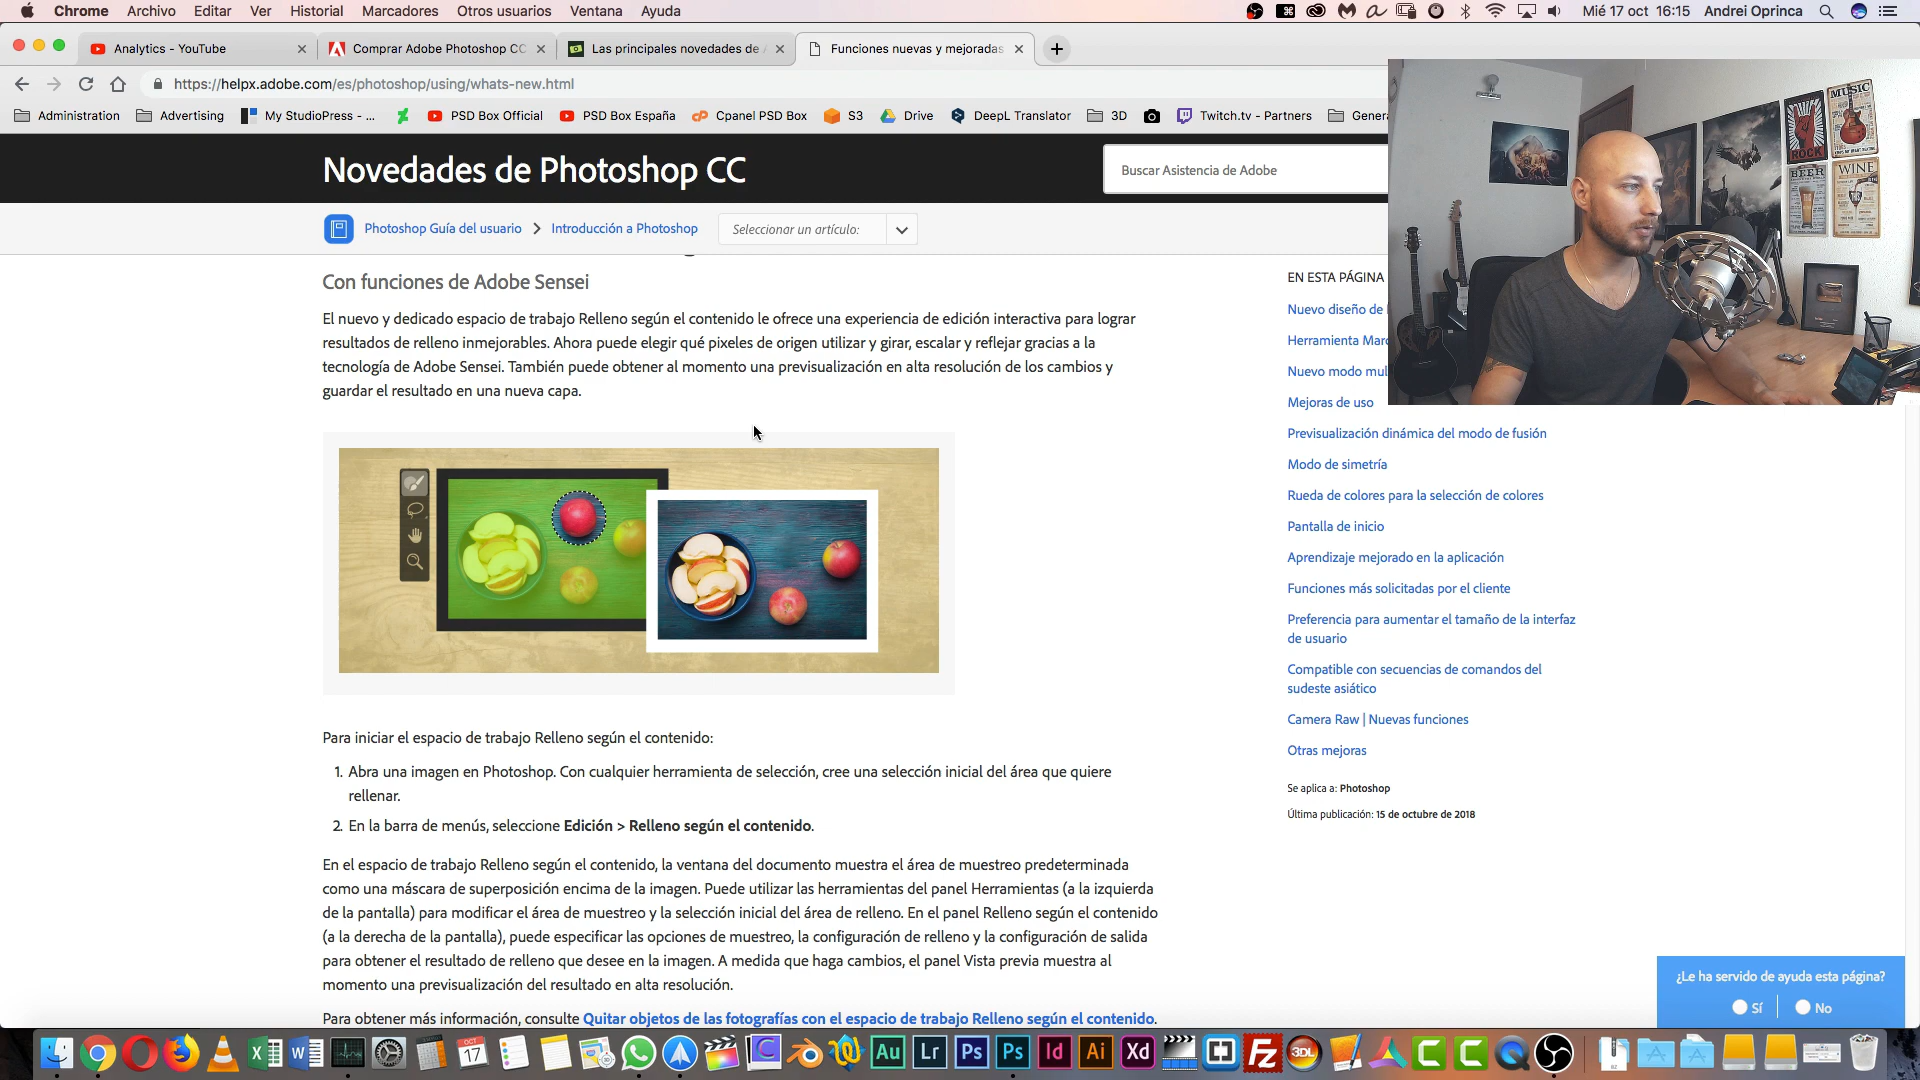 Chrome Archivo Editar Ver Historial Marcadores Otros usuarios Ventana Ayuda Mié 17 oct 16:15 Andrei Oprinca
Analytics - YouTube Comprar Adobe Photoshop CC Las principales novedades de Funciones nuevas y mejoradas
https://helpx.adobe.com/es/photoshop/using/whats-new.html
Administration Advertising My StudioPress - ... PSD Box Official PSD Box España Cpanel PSD Box S3 Drive DeepL Translator 3D Twitch.tv - Partners Genera
Novedades de Photoshop CC
Buscar Asistencia de Adobe
Photoshop Guía del usuario > Introducción a Photoshop Seleccionar un artículo:
Con funciones de Adobe Sensei
El nuevo y dedicado espacio de trabajo Relleno según el contenido le ofrece una experiencia de edición interactiva para lograr
resultados de relleno inmejorables. Ahora puede elegir qué pixeles de origen utilizar y girar, escalar y reflejar gracias a la
tecnología de Adobe Sensei. También puede obtener al momento una previsualización en alta resolución de los cambios y
guardar el resultado en una nueva capa.
Para iniciar el espacio de trabajo Relleno según el contenido:
1. Abra una imagen en Photoshop. Con cualquier herramienta de selección, cree una selección inicial del área que quiere
rellenar.
2. En la barra de menús, seleccione Edición > Relleno según el contenido.
En el espacio de trabajo Relleno según el contenido, la ventana del documento muestra el área de muestreo predeterminada
como una máscara de superposición encima de la imagen. Puede utilizar las herramientas del panel Herramientas (a la izquierda
de la pantalla) para modificar el área de muestreo y la selección inicial del área de relleno. En el panel Relleno según el contenido
(a la derecha de la pantalla), puede especificar las opciones de muestreo, la configuración de relleno y la configuración de salida
para obtener el resultado de relleno que desee en la imagen. A medida que haga cambios, el panel Vista previa muestra al
momento una previsualización del resultado en alta resolución.
Para obtener más información, consulte Quitar objetos de las fotografías con el espacio de trabajo Relleno según el contenido.
EN ESTA PÁGINA
Nuevo diseño de
Herramienta Marc
Nuevo modo mul
Mejoras de uso
Previsualización dinámica del modo de fusión
Modo de simetría
Rueda de colores para la selección de colores
Pantalla de inicio
Aprendizaje mejorado en la aplicación
Funciones más solicitadas por el cliente
Preferencia para aumentar el tamaño de la interfaz
de usuario
Compatible con secuencias de comandos del
sudeste asiático
Camera Raw | Nuevas funciones
Otras mejoras
Se aplica a: Photoshop
Última publicación: 15 de octubre de 2018
¿Le ha servido de ayuda esta página?
Sí No
ROCK
MUSIC
BEER
WINE
OCT
17
Au Lr Ps Ps Id Ai Xd Fz 3DL